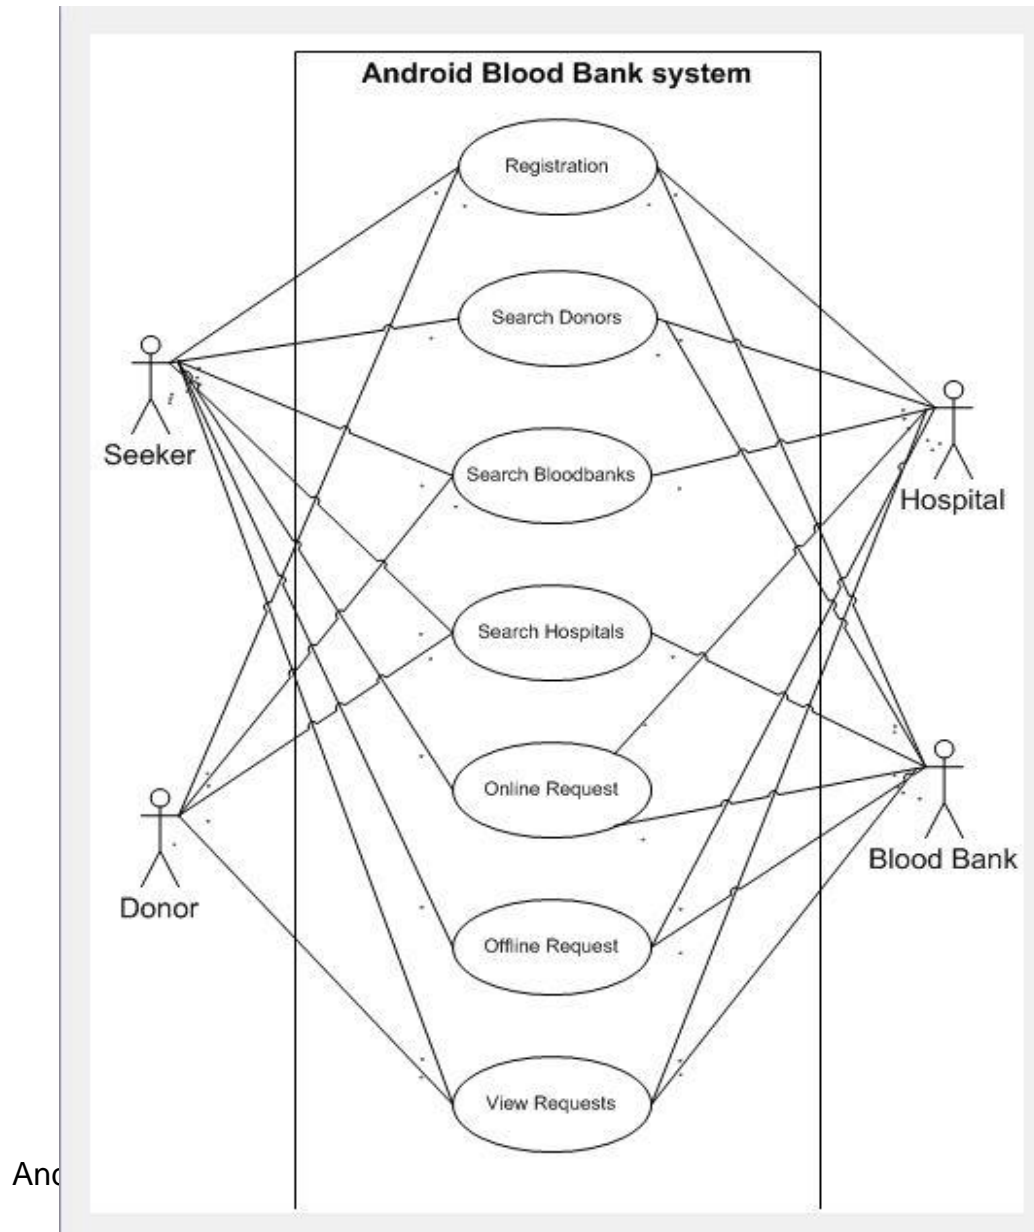 Android Blood Bank system
Registration
Search Donors
Seeker
Search Bloodbanks
Hospital
Search Hospitals
Online Request
Blood Bank
Donor
Offline Request
View Requests